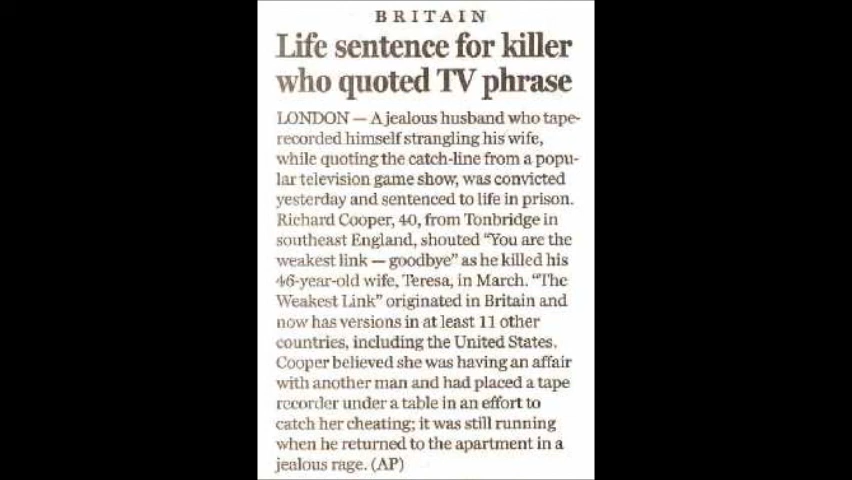 BRITAIN
Life sentence for killer
who quoted TV phrase
LONDON — A jealous husband who tape-
recorded himself strangling his wife,
while quoting the catch-line from a popu-
lar television game show, was convicted
yesterday and sentenced to life in prison.
Richard Cooper, 40, from Tonbridge in
southeast England, shouted “You are the
weakest link — goodbye” as he killed his
46-year-old wife, Teresa, in March. “The
Weakest Link” originated in Britain and
now has versions in at least 11 other
countries, including the United States.
Cooper believed she was having an affair
with another man and had placed a tape
recorder under a table in an effort to
catch her cheating; it was still running
when he returned to the apartment in a
jealous rage. (AP)